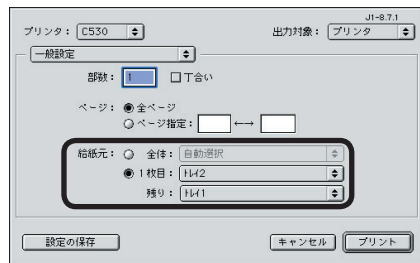 J1-8.7.1
プリンタ： C530 出力対象： プリンタ
一般設定
部数： 1 丁合い
ページ： 全ページ
ページ指定： ←→
給紙元： 全体： 自動選択
1枚目： ﾄﾚｲ2
残り： ﾄﾚｲ1
設定の保存 キャンセル プリント